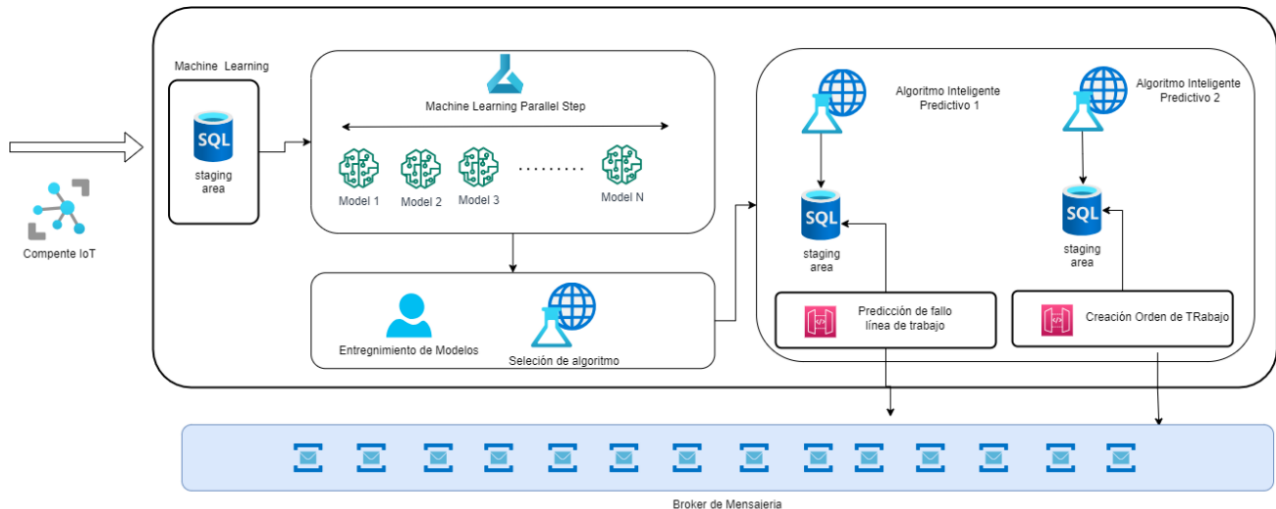 Machine Learning
SQL
staging
area
Compente IoT
Machine Learning Parallel Step
Model 1
Model 2
Model 3
Model N
Entregnimiento de Modelos
Seleción de algoritmo
Algoritmo Inteligente
Predictivo 1
SQL
staging
area
Predicción de fallo
línea de trabajo
Algoritmo Inteligente
Predictivo 2
SQL
staging
area
Creación Orden de TRabajo
Broker de Mensajeria